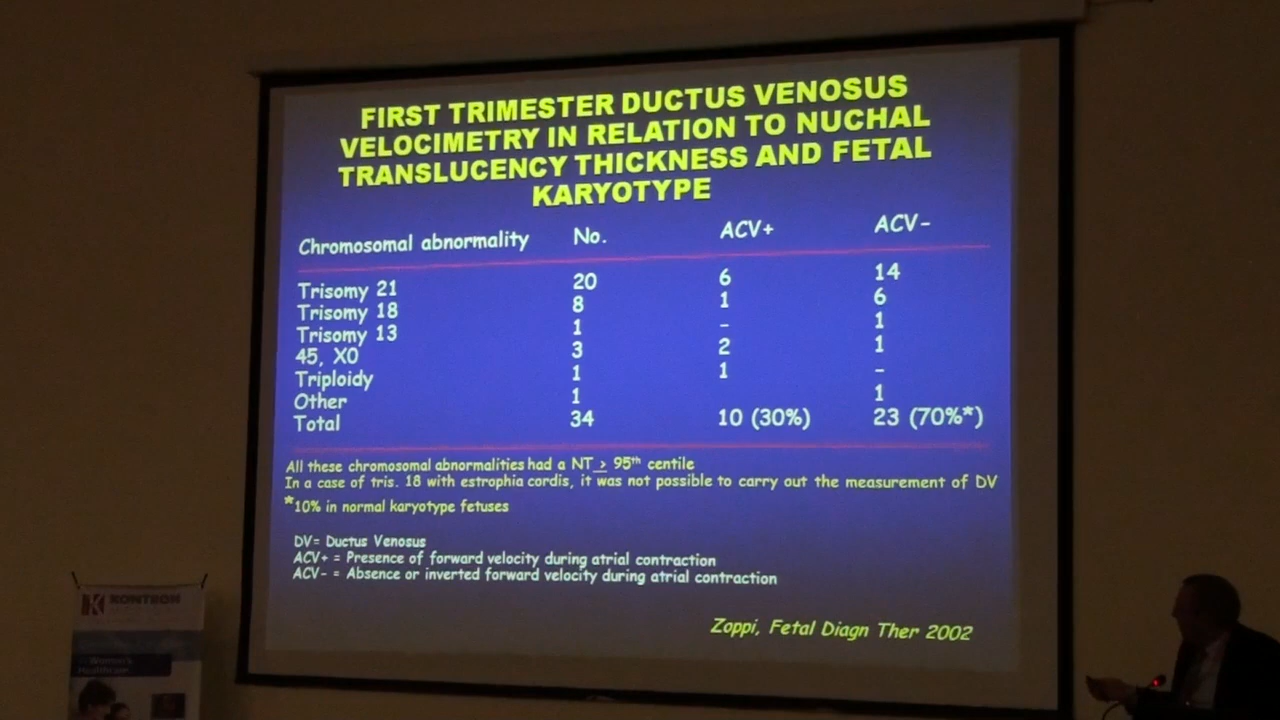 FIRST TRIMESTER DUCTUS VENOSUS
VELOCIMETRY IN RELATION TO NUCHAL
TRANSLUCENCY THICKNESS AND FETAL
KARYOTYPE
Chromosomal abnormality No. ACV+ ACV-
Trisomy 21 20 6 14
Trisomy 18 8 1 6
Trisomy 13 1 - 1
45, X0 3 2 1
Triploidy 1 1 -
Other 1 1
Total 34 10 (30%) 23 (70%*)
All these chromosomal abnormalities had a NT ≥ 95th centile
In a case of tris. 18 with estrophia cordis, it was not possible to carry out the measurement of DV
*10% in normal karyotype fetuses
DV= Ductus Venosus
ACV+ = Presence of forward velocity during atrial contraction
ACV- = Absence or inverted forward velocity during atrial contraction
Zoppi, Fetal Diagn Ther 2002
K KONTRON
Women's
Healthcare